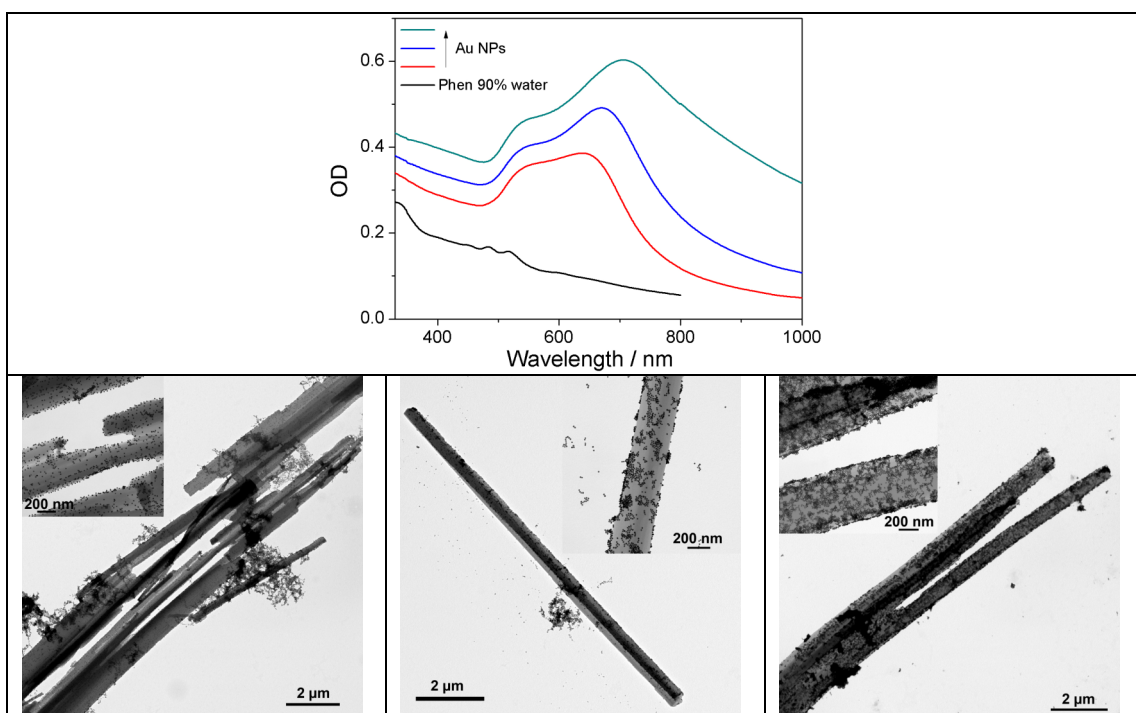 0.6
Au NPs
Phen 90% water
0.4
OD
0.2
0.0
400 600 800 1000
Wavelength / nm
200 nm
2 µm
200 nm
2 µm
200 nm
2 µm